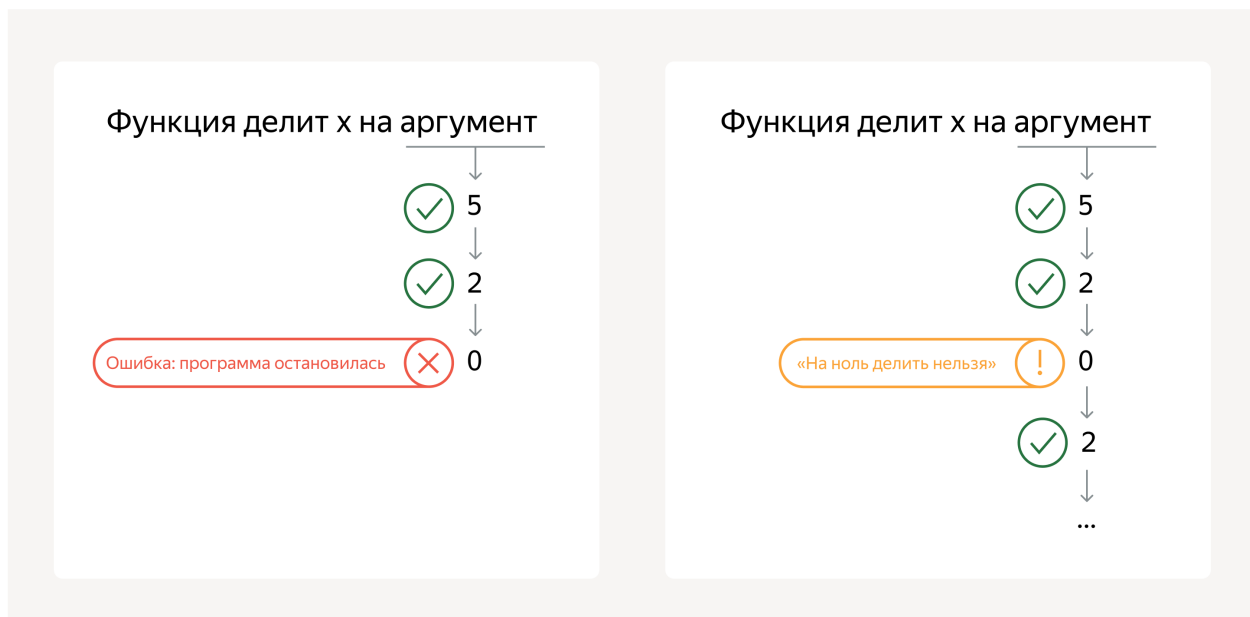 Функция делит х на аргумент
5
2
Ошибка: программа остановилась
0
Функция делит х на аргумент
5
2
«На ноль делить нельзя»
!
0
2
...